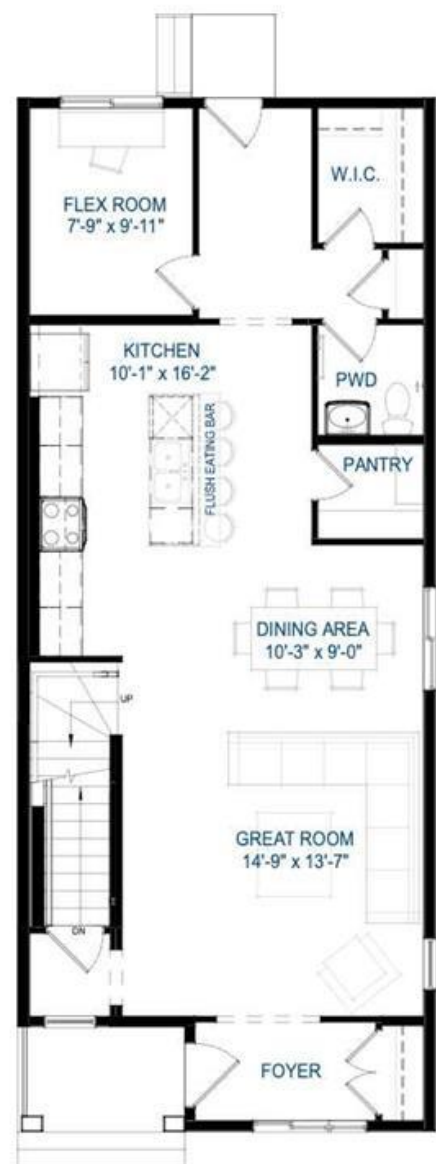 W.I.C.
FLEX ROOM
7'-9" x 9'-11"
KITCHEN
10'-1" x 16'-2"
PWD
FLUSH EATING BAR
PANTRY
DINING AREA
10'-3" x 9'-0"
UP
GREAT ROOM
14'-9" x 13'-7"
DN
FOYER